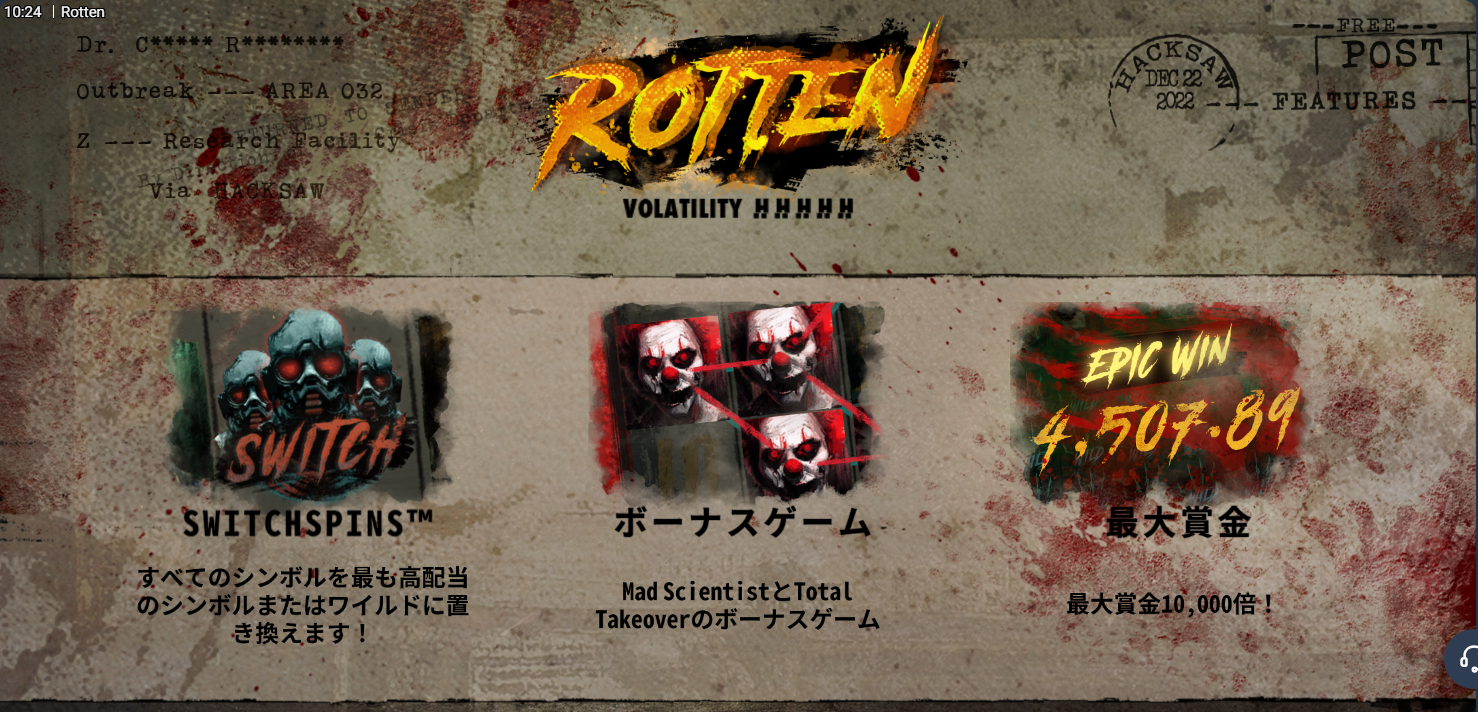 10:24 | Rotten
Dr. C***** R********
Outbreak --- AREA 032
Z --- Research Facility
Via HACKSAW
ROTTEN
VOLATILITY H H H H H
HACKSAW
DEC 22
2022
---FREE---
POST
--- FEATURES --
SWITCH
SWITCHSPINS™
すべてのシンボルを最も高配当
のシンボルまたはワイルドに置
き換えます！
ボーナスゲーム
Mad ScientistとTotal
Takeoverのボーナスゲーム
EPIC WIN
4,507.89
最大賞金
最大賞金10,000倍！